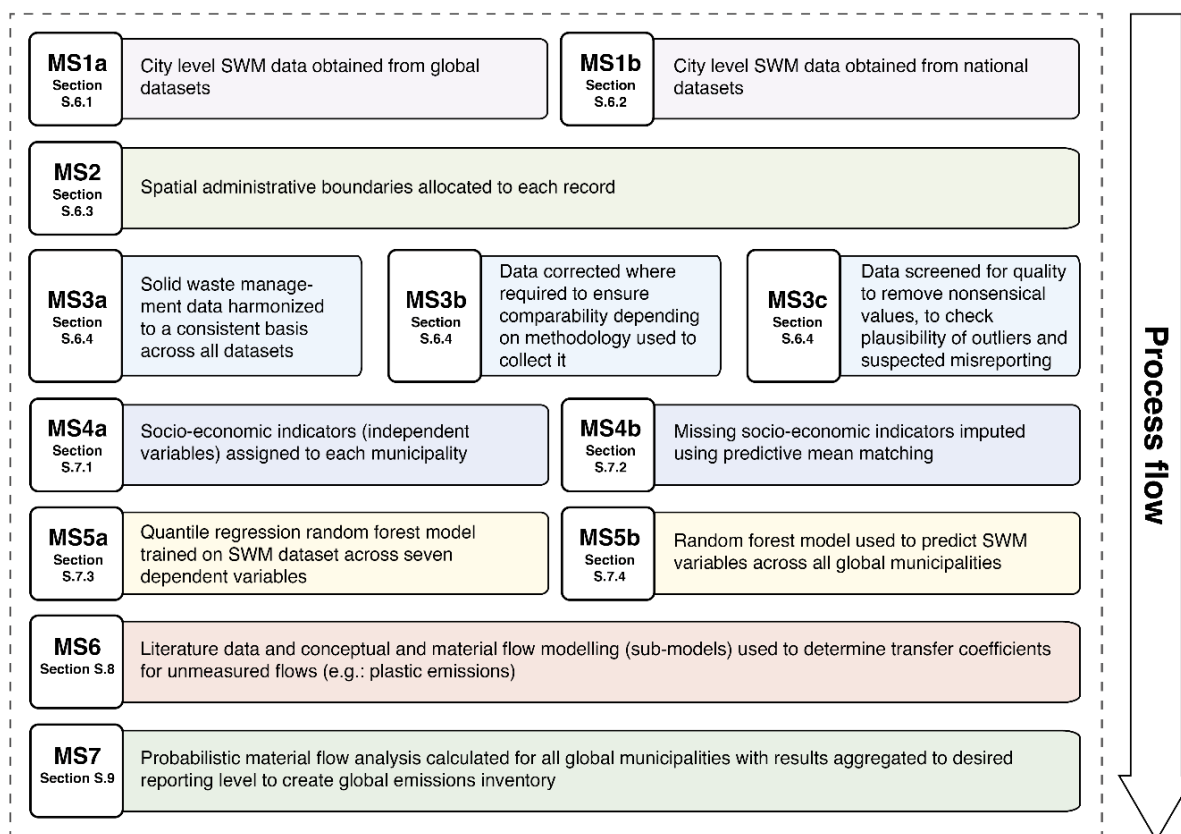 MS1a
Section
S.6.1
City level SWM data obtained from global
datasets
MS1b
Section
S.6.2
City level SWM data obtained from national
datasets
MS2
Section
S.6.3
Spatial administrative boundaries allocated to each record
MS3a
Section
S.6.4
Solid waste manage-
ment data harmonized
to a consistent basis
across all datasets
MS3b
Section
S.6.4
Data corrected where
required to ensure
comparability depending
on methodology used to
collect it
MS3c
Section
S.6.4
Data screened for quality
to remove nonsensical
values, to check
plausibility of outliers and
suspected misreporting
MS4a
Section
S.7.1
Socio-economic indicators (independent
variables) assigned to each municipality
MS4b
Section
S.7.2
Missing socio-economic indicators imputed
using predictive mean matching
MS5a
Section
S.7.3
Quantile regression random forest model
trained on SWM dataset across seven
dependent variables
MS5b
Section
S.7.4
Random forest model used to predict SWM
variables across all global municipalities
MS6
Section S.8
Literature data and conceptual and material flow modelling (sub-models) used to determine transfer coefficients
for unmeasured flows (e.g.: plastic emissions)
MS7
Section S.9
Probabilistic material flow analysis calculated for all global municipalities with results aggregated to desired
reporting level to create global emissions inventory
Process flow